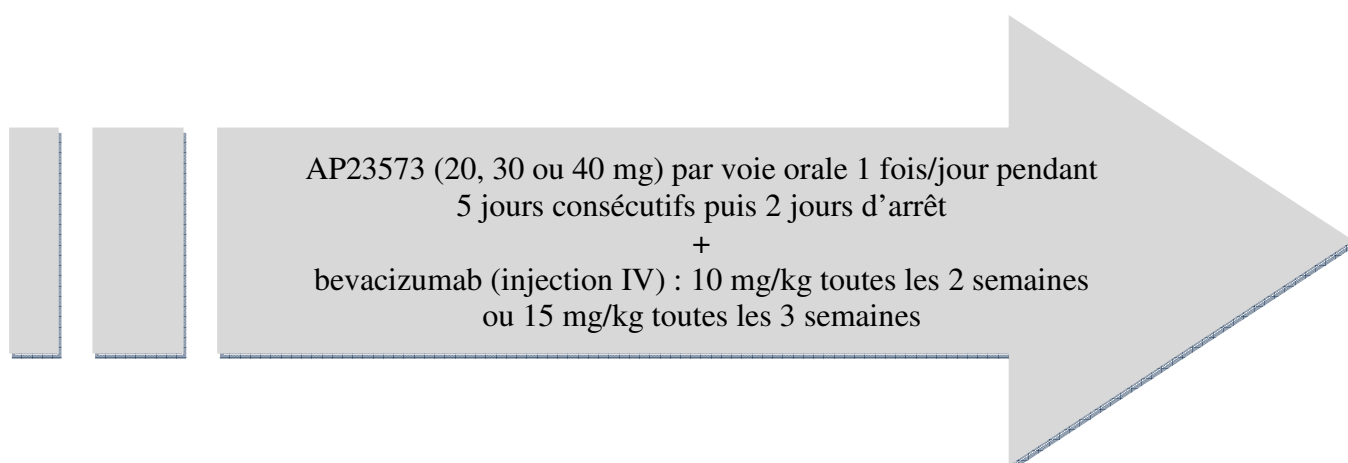 AP23573 (20, 30 ou 40 mg) par voie orale 1 fois/jour pendant
5 jours consécutifs puis 2 jours d’arrêt
+
bevacizumab (injection IV) : 10 mg/kg toutes les 2 semaines
ou 15 mg/kg toutes les 3 semaines